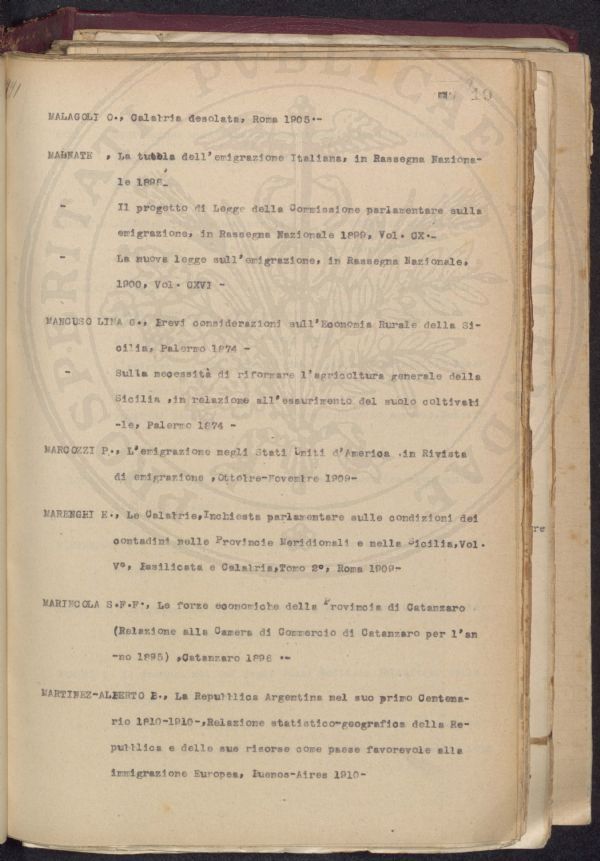 19
MALAGOLI O., Calabria desolata, Roma 1905.-
MALNATE , La tutela dell'emigrazione Italiana, in Rassegna Naziona-
le 1898-
- Il progetto di Legge della Commissione parlamentare sulla
emigrazione, in Rassegna Nazionale 1899, Vol. CX.-
- La nuova legge sull'emigrazione, in Rassegna Nazionale,
1900, Vol. CXVI -
MANCUSO LIMA G., Brevi considerazioni sull'Economia Rurale della Si-
cilia, Palermo 1874 -
- Sulla necessità di riformare l'agricoltura generale della
Sicilia ,in relazione all'essurimento del suolo coltivabi
-le, Palermo 1874 -
MARCOZZI P., L'emigrazione negli Stati Uniti d'America .in Rivista
di emigrazione ,Ottobre-Novembre 1909-
MARENGHI E., Le Calabrie,Inchiesta parlamentare sulle condizioni dei
contadini nelle Provincie Meridionali e nella Sicilia,Vol.
V°, Basilicata e Calabria,Tomo 2°, Roma 1909-
MARINCOLA S.F.F., Le forze economiche della Provincia di Catanzaro
(Relazione alla Camera di Commercio di Catanzaro per l'an
-no 1895) ,Catanzaro 1896 .-
MARTINEZ-ALBERTO B., La Repubblica Argentina nel suo primo Centena-
rio 1810-1910-,Relazione statistico-geografica della Re-
pubblica e delle sue risorse come paese favorevole alla
immigrazione Europea, Buenos-Aires 1910-
re